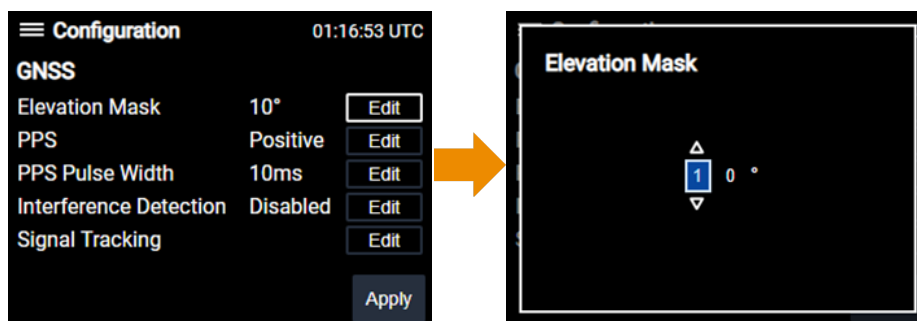 Configuration 01:16:53 UTC
GNSS
Elevation Mask 10° Edit
PPS Positive Edit
PPS Pulse Width 10ms Edit
Interference Detection Disabled Edit
Signal Tracking Edit
Apply
Elevation Mask
1 0 °